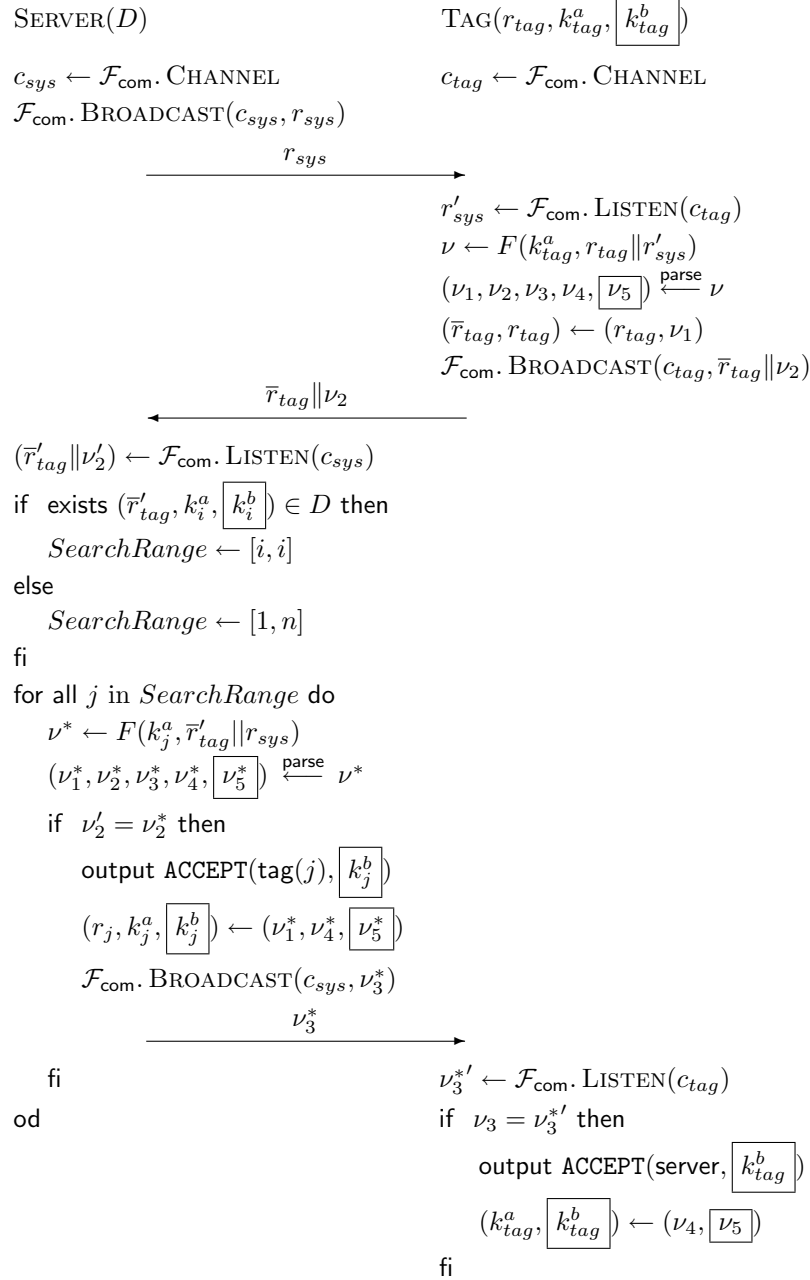 SERVER(D) TAG(r_tag, k^a_tag, k^b_tag)
c_sys ← F_com.CHANNEL c_tag ← F_com.CHANNEL
F_com.BROADCAST(c_sys, r_sys)
r_sys
r′_sys ← F_com.LISTEN(c_tag)
ν ← F(k^a_tag, r_tag‖r′_sys)
(ν_1, ν_2, ν_3, ν_4, ν_5) ←parse ν
(r̅_tag, r_tag) ← (r_tag, ν_1)
F_com.BROADCAST(c_tag, r̅_tag‖ν_2)
r̅_tag‖ν_2
(r̅′_tag‖ν′_2) ← F_com.LISTEN(c_sys)
if exists (r̅′_tag, k^a_i, k^b_i) ∈ D then
SearchRange ← [i, i]
else
SearchRange ← [1, n]
fi
for all j in SearchRange do
ν* ← F(k^a_j, r̅′_tag||r_sys)
(ν*_1, ν*_2, ν*_3, ν*_4, ν*_5) ←parse ν*
if ν′_2 = ν*_2 then
output ACCEPT(tag(j), k^b_j)
(r_j, k^a_j, k^b_j) ← (ν*_1, ν*_4, ν*_5)
F_com.BROADCAST(c_sys, ν*_3)
ν*_3
fi ν*_3′ ← F_com.LISTEN(c_tag)
od if ν_3 = ν*_3′ then
output ACCEPT(server, k^b_tag)
(k^a_tag, k^b_tag) ← (ν_4, ν_5)
fi